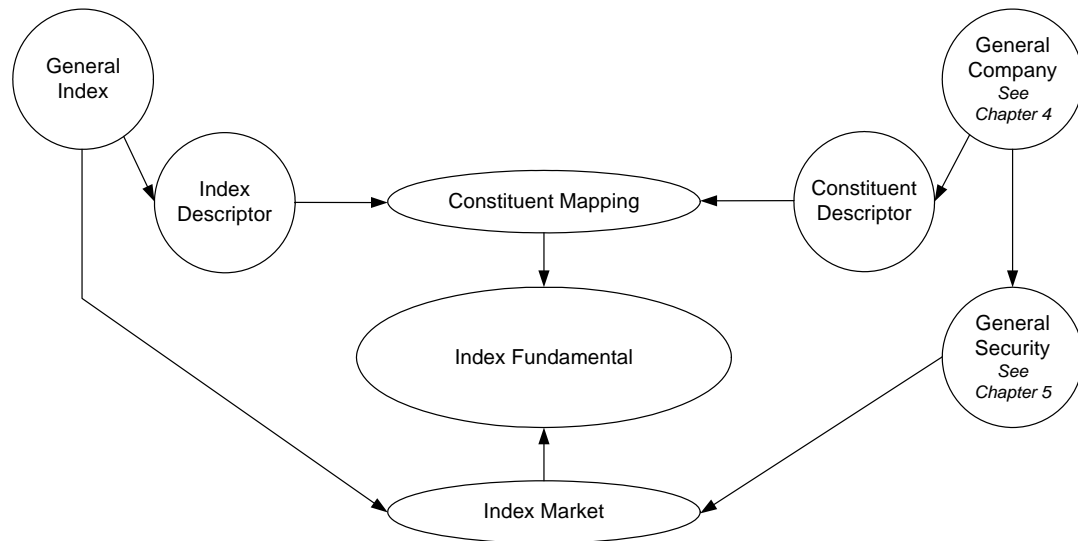 General
Index
General
Company
See
Chapter 4
Index
Descriptor
Constituent Mapping
Constituent
Descriptor
Index Fundamental
General
Security
See
Chapter 5
Index Market